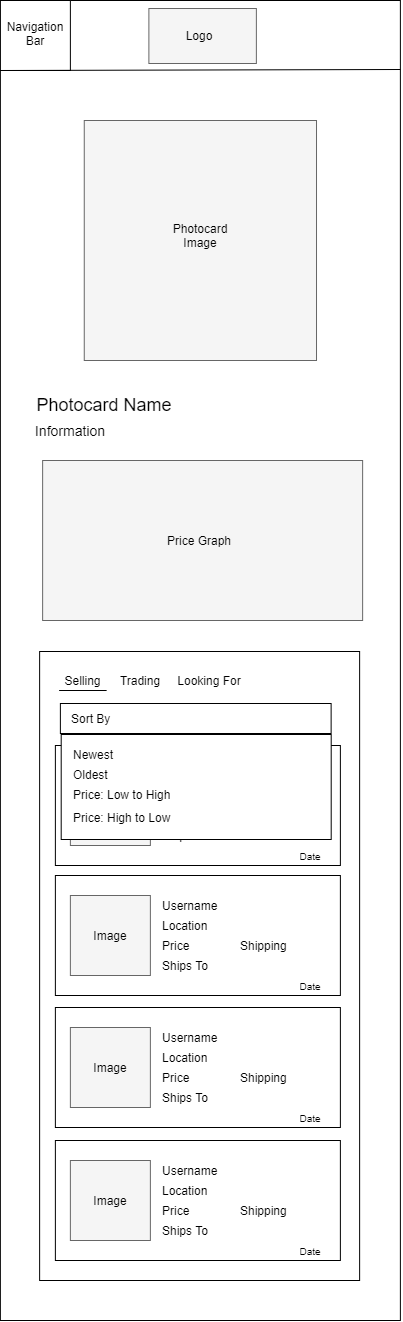 Navigation
Bar
Logo
Photocard
Image
Photocard Name
Information
Price Graph
Selling Trading Looking For
Sort By
Newest
Oldest
Price: Low to High
Price: High to Low
Date
Image
Username
Location
Price Shipping
Ships To
Date
Image
Username
Location
Price Shipping
Ships To
Date
Image
Username
Location
Price Shipping
Ships To
Date